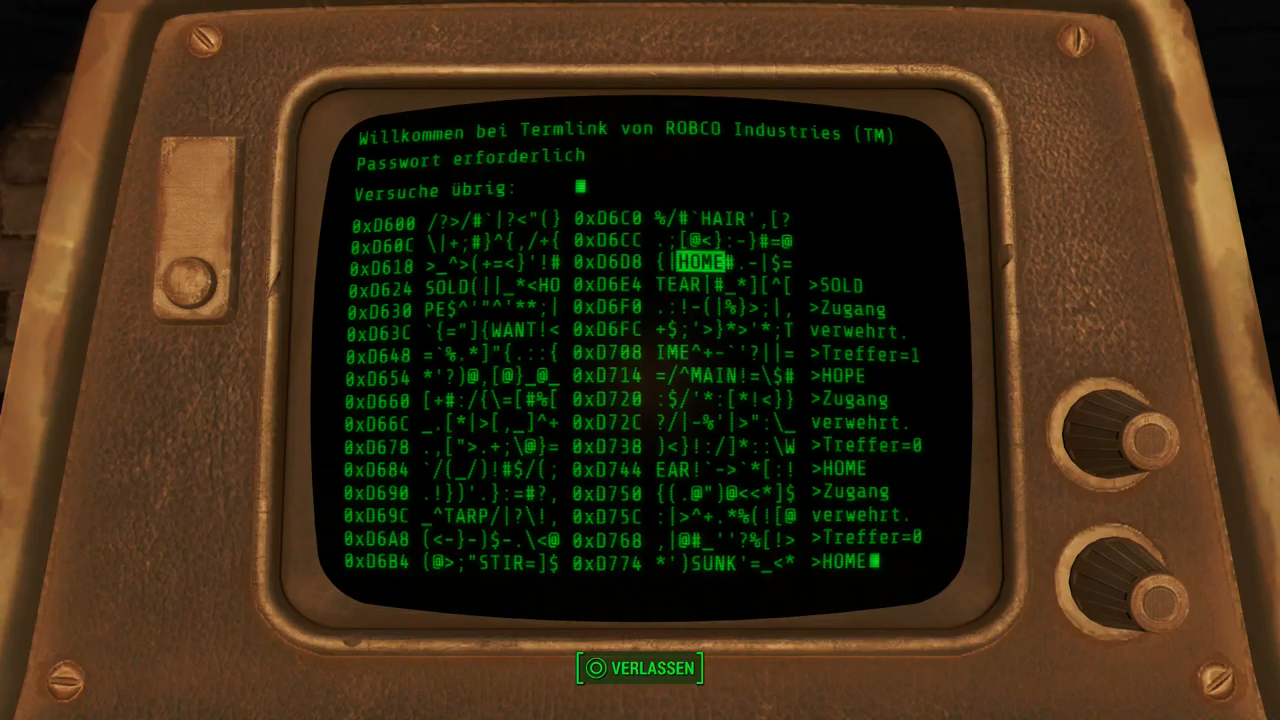 Willkommen bei Termlink von ROBCO Industries (TM)
Passwort erforderlich
Versuche übrig:
0xD600 /?>/#`|?<"(} 0xD6C0 %/#`HAIR',[?
0xD60C \|+;#}^{,/+{ 0xD6CC .;[@<}:-}#=@
0xD618 >_^>(+=<}'!# 0xD6D8 {|HOME#.-|$=
0xD624 SOLD(||_*<HO 0xD6E4 TEAR|#_*][^[ >SOLD
0xD630 PE$^'"^'**;| 0xD6F0 .:!-(|%}>;|, >Zugang
0xD63C `{="]{WANT!< 0xD6FC +$;'>}*>'*;T verwehrt.
0xD648 =`%.*]"{.::{ 0xD708 IME^+-`'?||= >Treffer=1
0xD654 *'?)@,[@}_@_ 0xD714 =/^MAIN!=\$# >HOPE
0xD660 [+#:/{\=[#%[ 0xD720 :$/'*:[*!<}} >Zugang
0xD66C _.[*|>[,_]^+ 0xD72C ?/|-%'|>":\_ verwehrt.
0xD678 .,[">.+;\@}= 0xD738 )<}!:/]*::\W >Treffer=0
0xD684 `/(_/)!#$/(; 0xD744 EAR!`->`*[:! >HOME
0xD690 .!})'.}:=#?, 0xD750 {(.@")@<<*]$ >Zugang
0xD69C _^TARP/|?\!, 0xD75C :|>^+.*%(![@ verwehrt.
0xD6A8 [<-}-)$-.\<@ 0xD768 ,|@#_''?%[!> >Treffer=0
0xD6B4 (@>;"STIR=]$ 0xD774 *')SUNK'=_<* >HOME
VERLASSEN